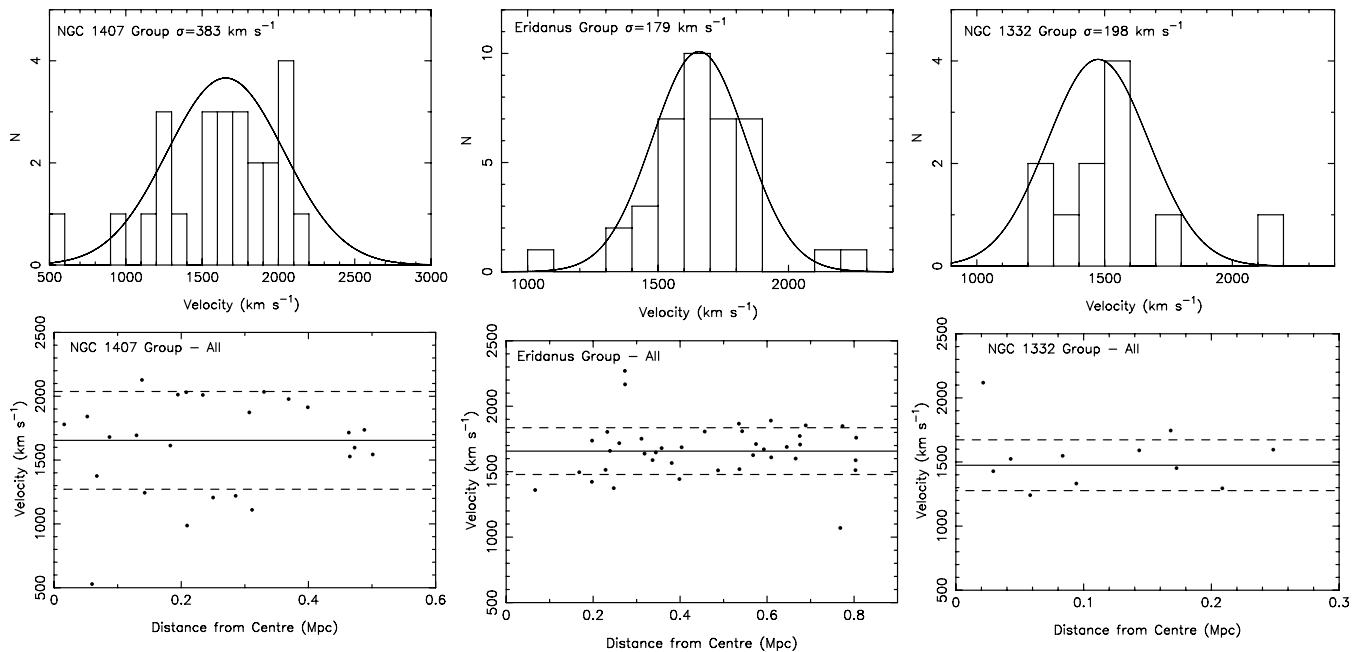 NGC 1407 Group σ=383 km s⁻¹
4
2
0
N
500
1000
1500
2000
2500
3000
Velocity (km s⁻¹)
Eridanus Group σ=179 km s⁻¹
10
5
0
N
1000
1500
2000
Velocity (km s⁻¹)
NGC 1332 Group σ=198 km s⁻¹
4
2
0
N
1000
1500
2000
Velocity (km s⁻¹)
NGC 1407 Group – All
2500
2000
1500
1000
500
Velocity (km s⁻¹)
0
0.2
0.4
0.6
Distance from Centre (Mpc)
Eridanus Group – All
2500
2000
1500
1000
500
Velocity (km s⁻¹)
0
0.2
0.4
0.6
0.8
Distance from Centre (Mpc)
NGC 1332 Group – All
2500
2000
1500
1000
500
Velocity (km s⁻¹)
0
0.1
0.2
0.3
Distance from Centre (Mpc)